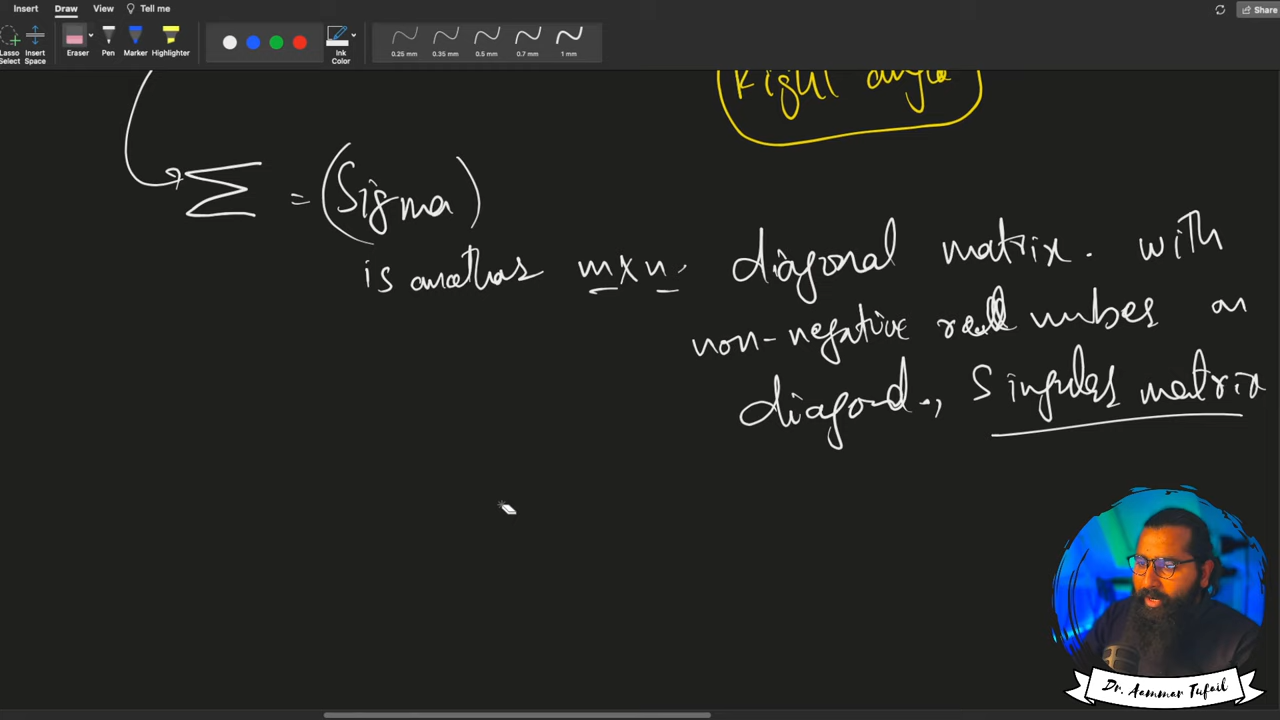 Insert Draw View Tell me
Share
Lasso Select Insert Space Eraser Pen Marker Highlighter Ink Color 0.25 mm 0.35 mm 0.5 mm 0.7 mm 1 mm
Right angle
Σ = (Sigma)
is another m x n. diagonal matrix. with
non-negative real numbers on
diagonal., Singular matrix
Dr. Aammar Tufail